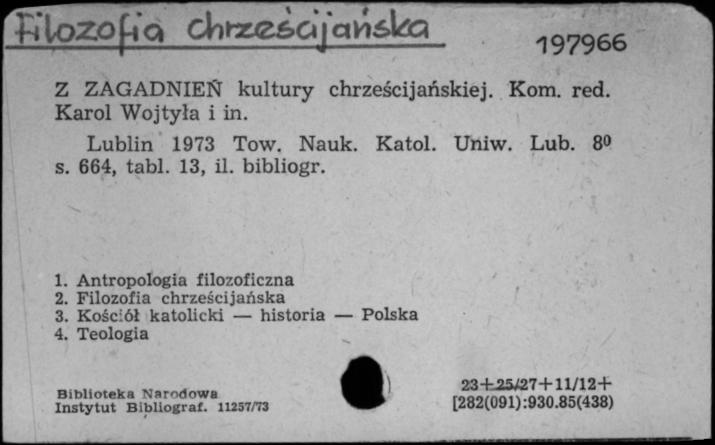 Filozofia chrześcijańska
197966
Z ZAGADNIEŃ kultury chrześcijańskiej. Kom. red.
Karol Wojtyła i in.
Lublin 1973 Tow. Nauk. Katol. Uniw. Lub. 8⁰
s. 664, tabl. 13, il. bibliogr.
1. Antropologia filozoficzna
2. Filozofia chrześcijańska
3. Kościół katolicki — historia — Polska
4. Teologia
23+25/27+11/12+
[282(091):930.85(438)
Biblioteka Narodowa
Instytut Bibliograf. 11257/73